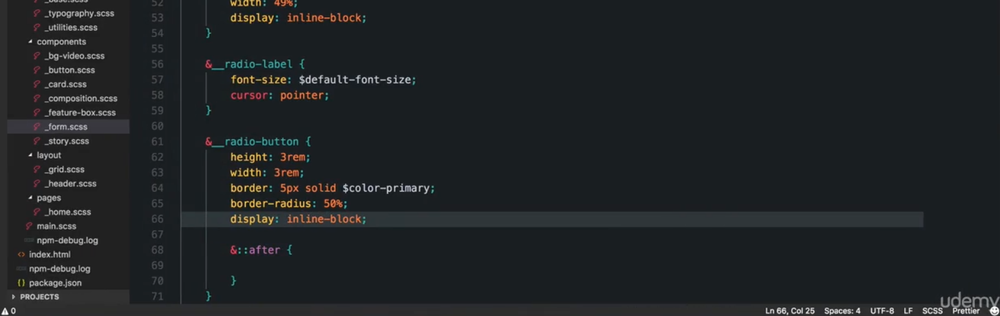 _base.scss
_typography.scss
_utilities.scss
components
_bg-video.scss
_button.scss
_card.scss
_composition.scss
_feature-box.scss
_form.scss
_story.scss
layout
_grid.scss
_header.scss
pages
_home.scss
main.scss
npm-debug.log
index.html
npm-debug.log
package.json
PROJECTS
52 width: 49%;
53 display: inline-block;
54 }
55
56 &__radio-label {
57 font-size: $default-font-size;
58 cursor: pointer;
59 }
60
61 &__radio-button {
62 height: 3rem;
63 width: 3rem;
64 border: 5px solid $color-primary;
65 border-radius: 50%;
66 display: inline-block;
67
68 &::after {
69
70 }
71 }
udemy
0 Ln 66, Col 25 Spaces: 4 UTF-8 LF SCSS Prettier